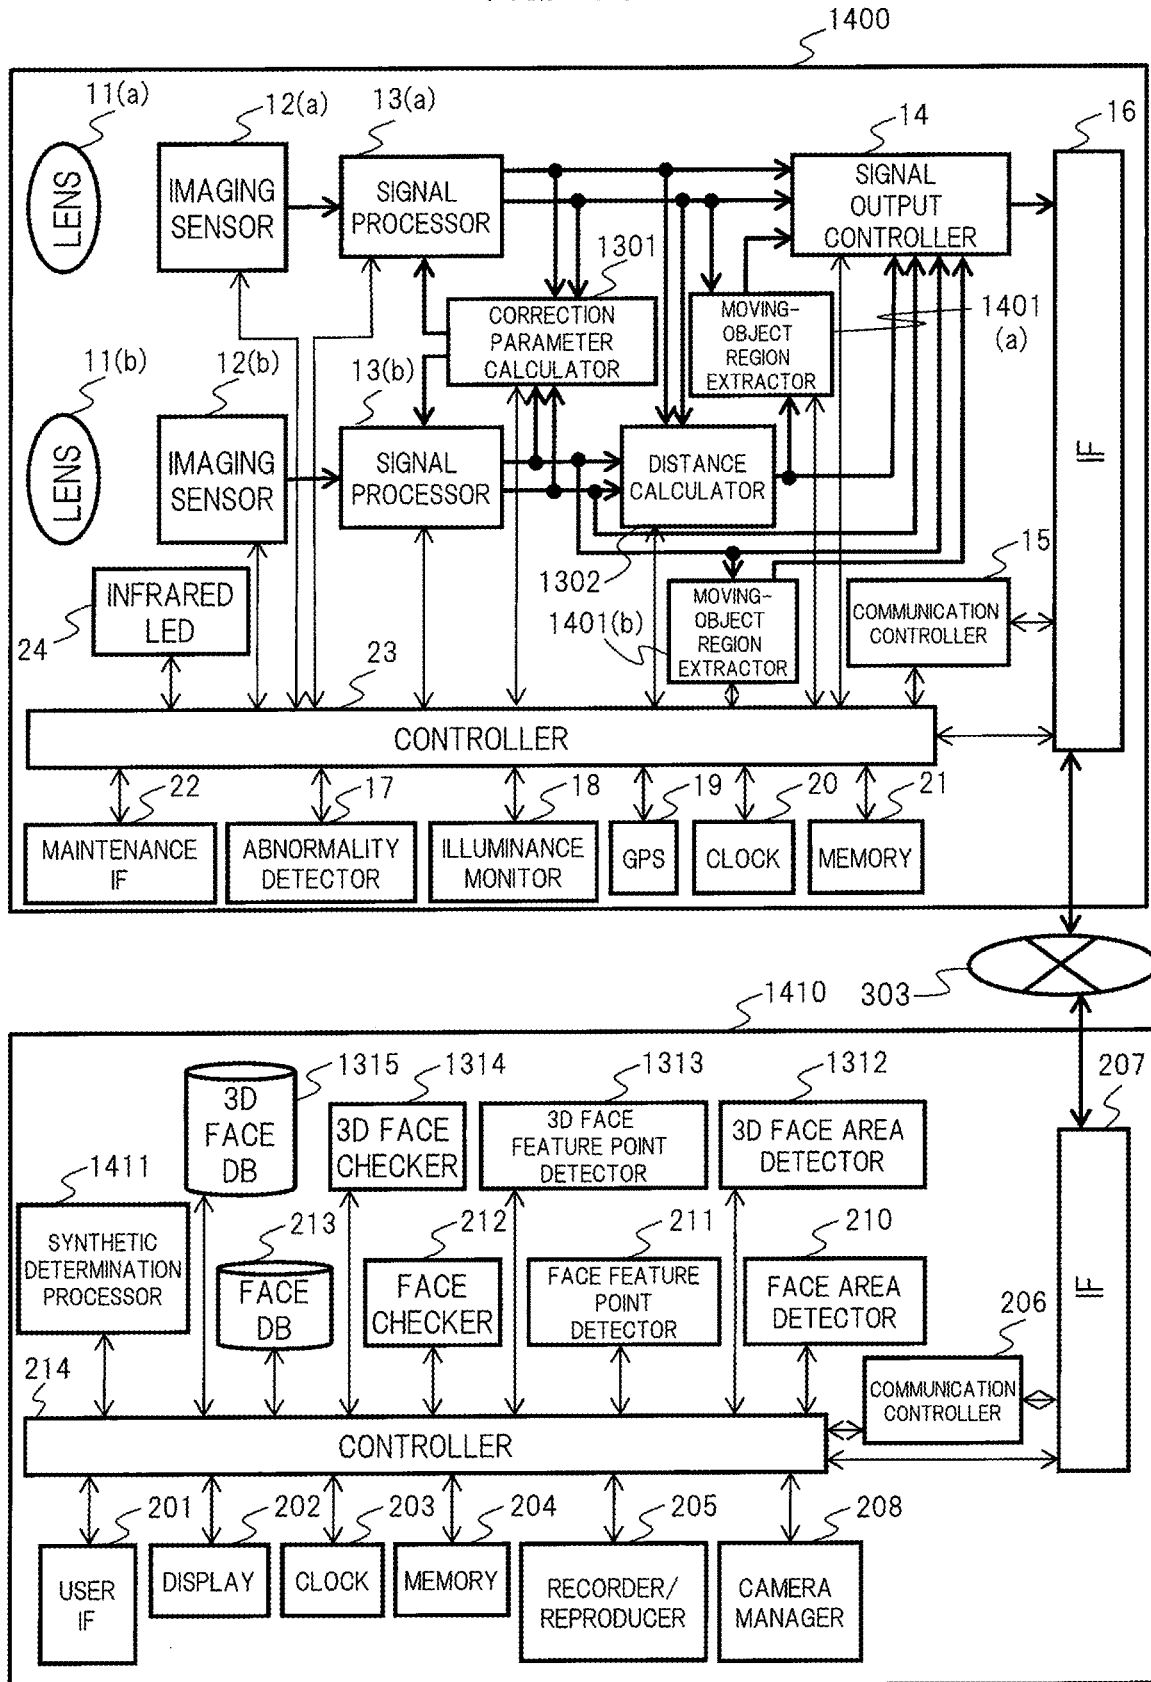 1400
11(a)
12(a)
13(a)
14
16
LENS
IMAGING
SENSOR
SIGNAL
PROCESSOR
SIGNAL
OUTPUT
CONTROLLER
1301
CORRECTION
PARAMETER
CALCULATOR
MOVING-
OBJECT
REGION
EXTRACTOR
1401
(a)
11(b)
12(b)
13(b)
LENS
IMAGING
SENSOR
SIGNAL
PROCESSOR
DISTANCE
CALCULATOR
IF
1302
15
INFRARED
LED
24
1401(b)
MOVING-
OBJECT
REGION
EXTRACTOR
COMMUNICATION
CONTROLLER
23
CONTROLLER
22
17
18
19
20
21
MAINTENANCE
IF
ABNORMALITY
DETECTOR
ILLUMINANCE
MONITOR
GPS
CLOCK
MEMORY
303
1410
1315
1314
1313
1312
207
3D
FACE
DB
3D FACE
CHECKER
3D FACE
FEATURE POINT
DETECTOR
3D FACE AREA
DETECTOR
1411
213
212
211
210
SYNTHETIC
DETERMINATION
PROCESSOR
FACE
DB
FACE
CHECKER
FACE FEATURE
POINT
DETECTOR
FACE AREA
DETECTOR
IF
206
COMMUNICATION
CONTROLLER
214
CONTROLLER
201
202
203
204
205
208
USER
IF
DISPLAY
CLOCK
MEMORY
RECORDER/
REPRODUCER
CAMERA
MANAGER